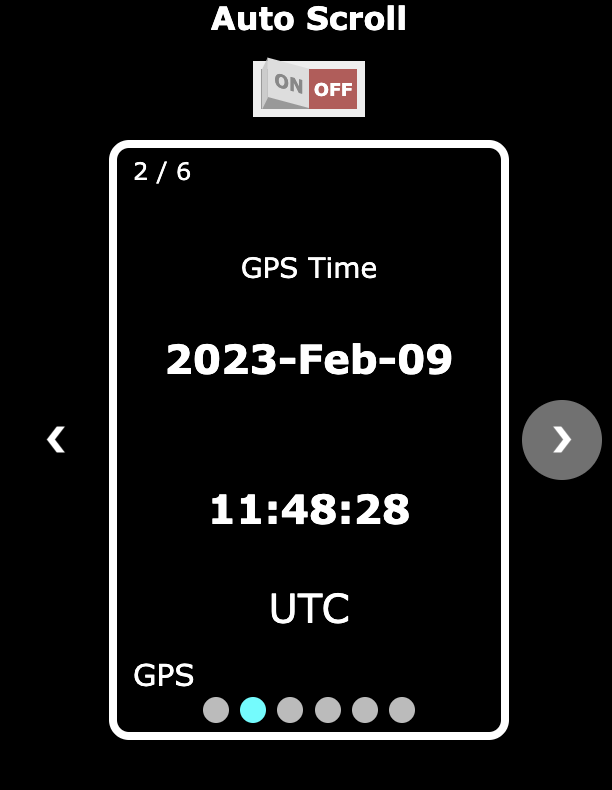 Auto Scroll
ON OFF
2 / 6
GPS Time
2023-Feb-09
❮ ❯
11:48:28
UTC
GPS